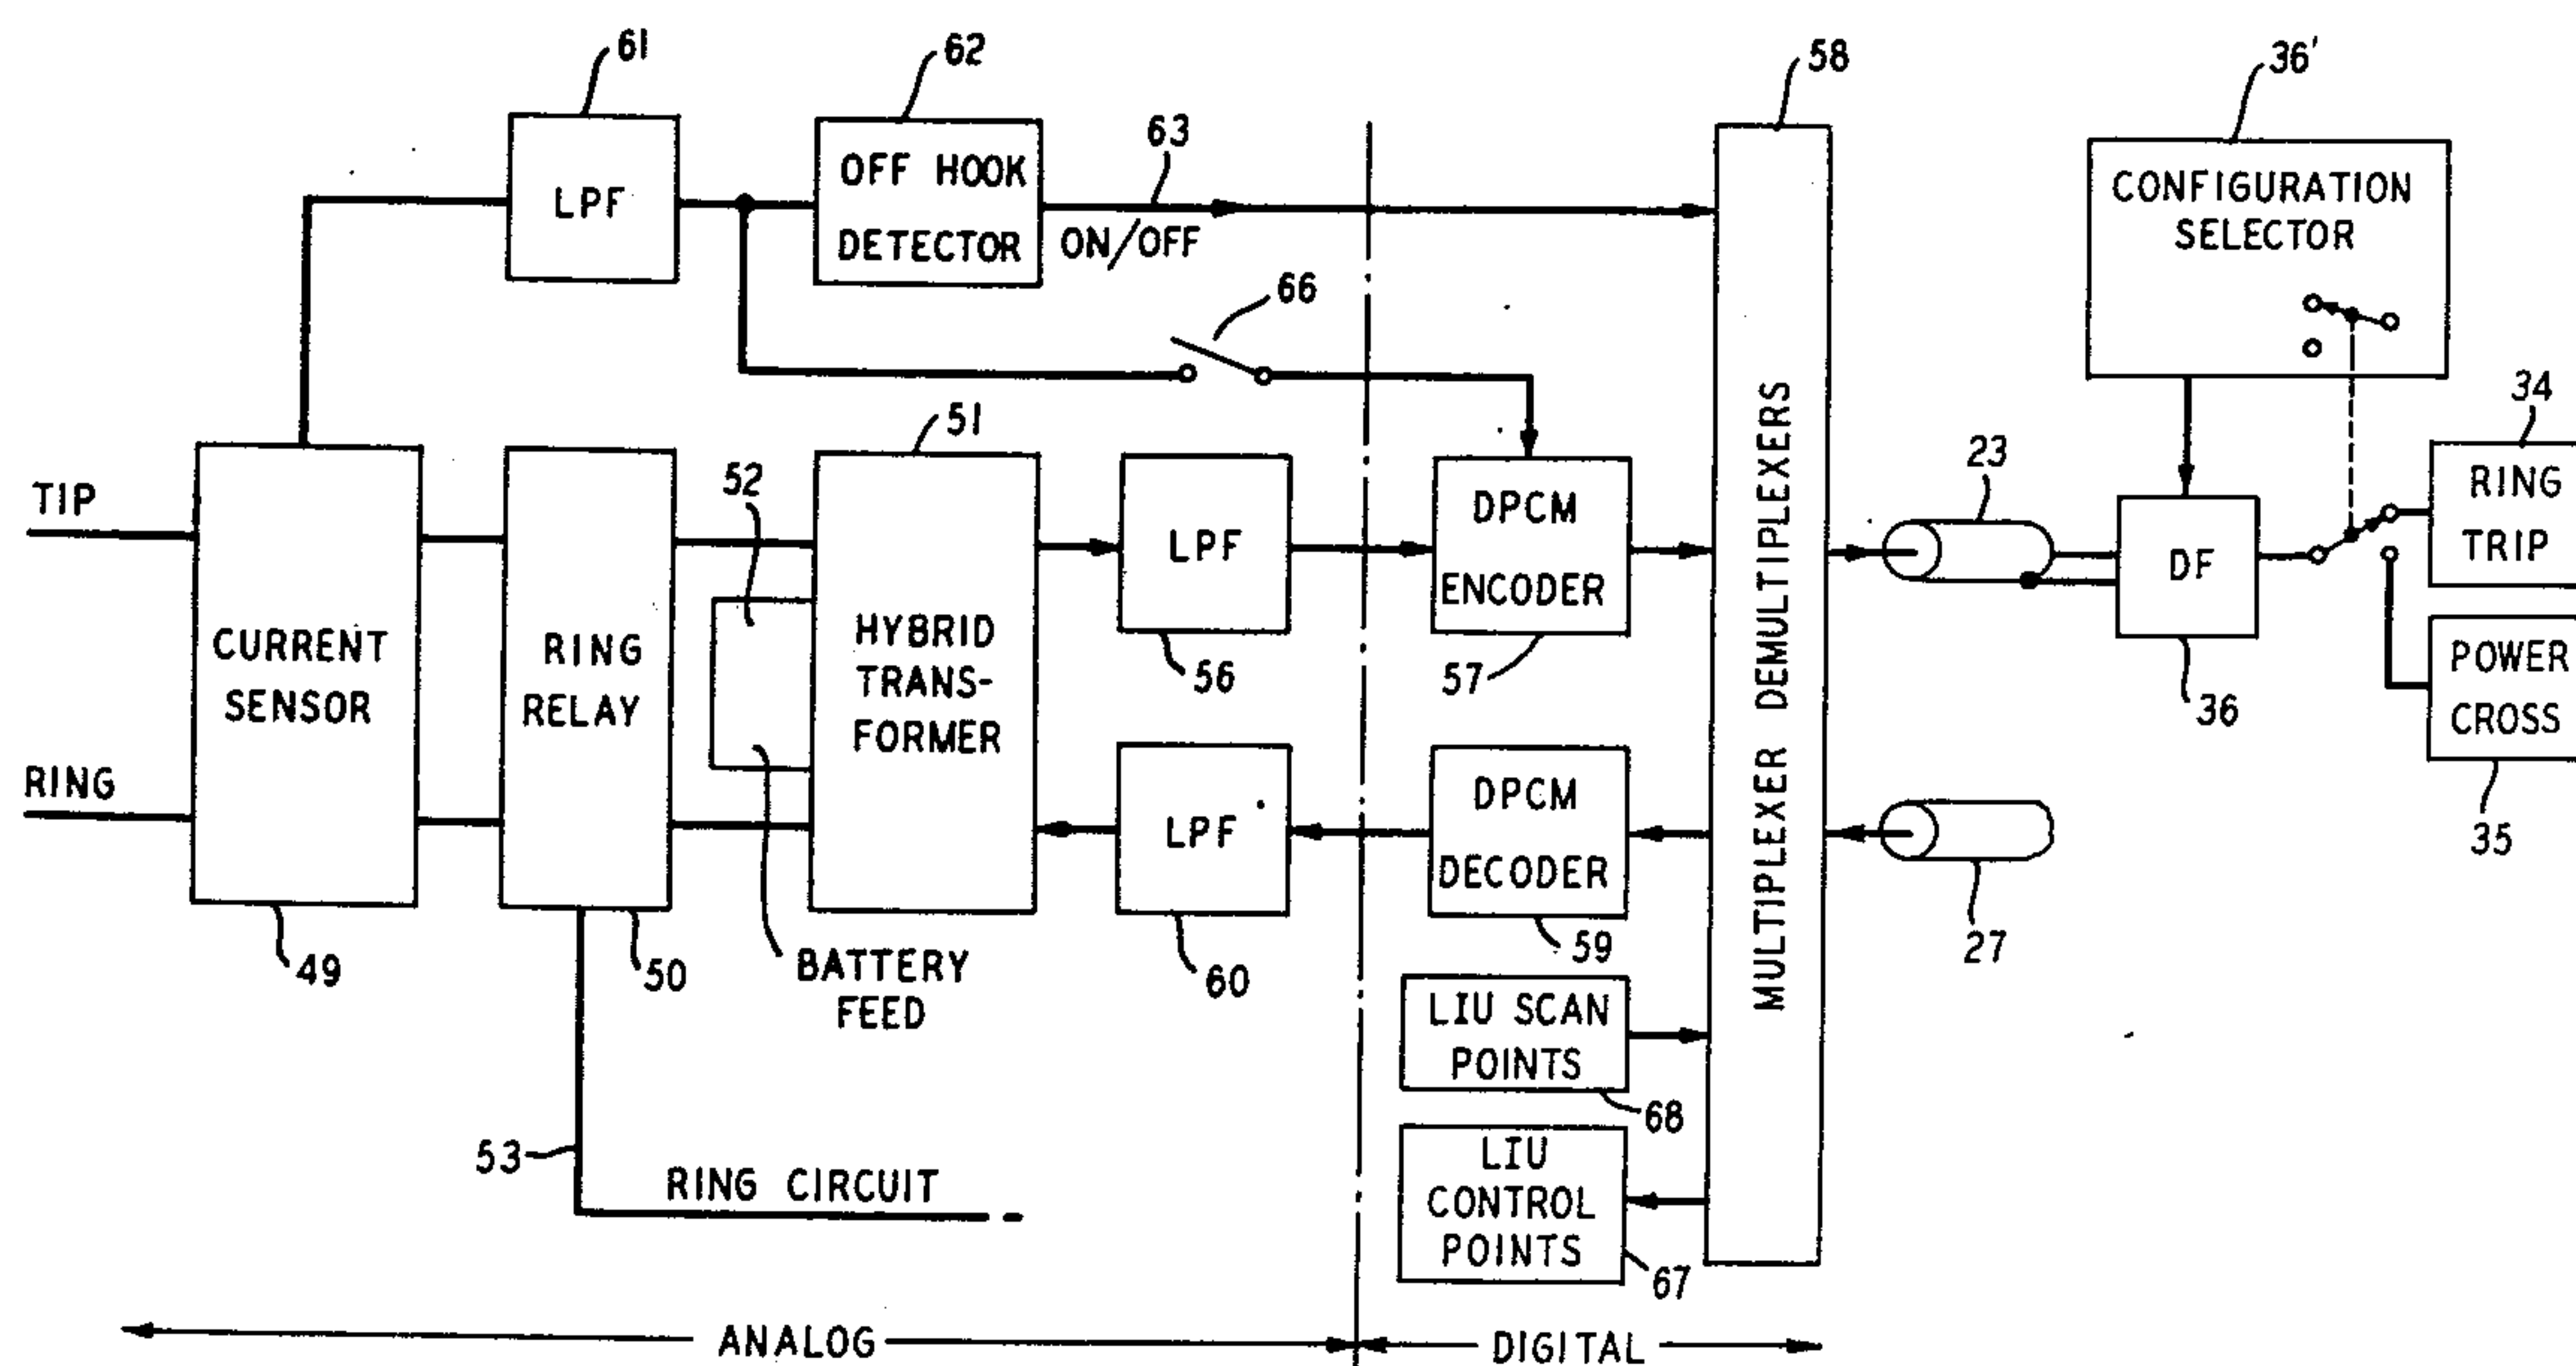 61
62
58
36'
LPF
OFF HOOK
DETECTOR
63
ON/OFF
CONFIGURATION
SELECTOR
66
34
TIP
52
51
23
RING
TRIP
CURRENT
SENSOR
RING
RELAY
HYBRID
TRANS-
FORMER
LPF
56
DPCM
ENCODER
57
MULTIPLEXER DEMULTIPLEXERS
DF
36
POWER
CROSS
35
RING
LPF
60
DPCM
DECODER
59
27
49
50
BATTERY
FEED
LIU SCAN
POINTS
68
53
RING CIRCUIT
LIU
CONTROL
POINTS
67
ANALOG
DIGITAL